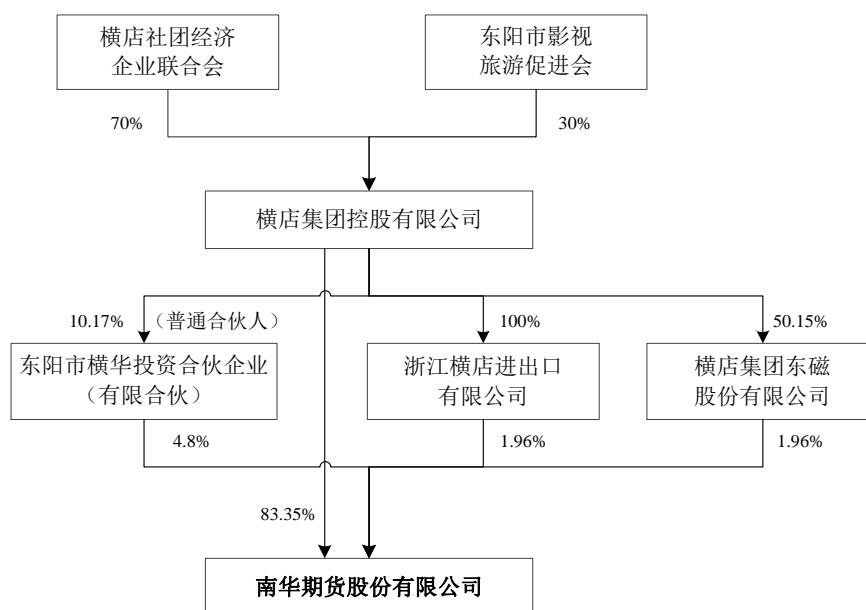 横店社团经济
企业联合会
东阳市影视
旅游促进会
70%
30%
横店集团控股有限公司
10.17%
（普通合伙人）
100%
50.15%
东阳市横华投资合伙企业
（有限合伙）
浙江横店进出口
有限公司
横店集团东磁
股份有限公司
4.8%
1.96%
1.96%
83.35%
南华期货股份有限公司